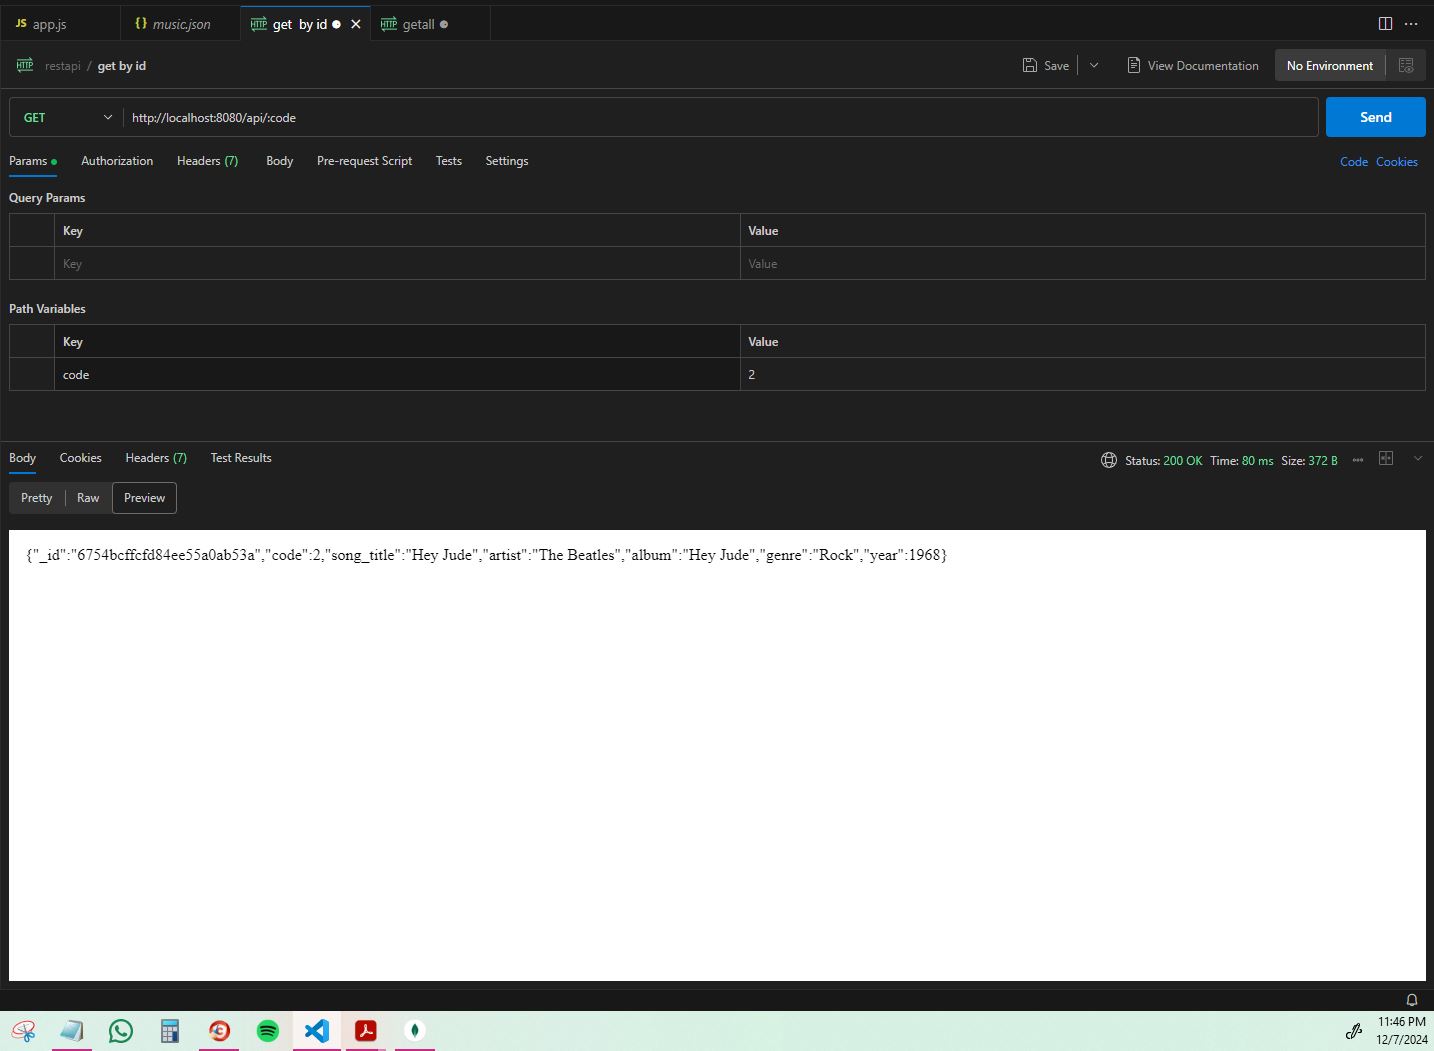 JS app.js {} music.json HTTP get by id HTTP getall
HTTP restapi / get by id Save View Documentation No Environment
GET http://localhost:8080/api/:code Send
Params Authorization Headers (7) Body Pre-request Script Tests Settings Code Cookies
Query Params
Key Value
Key Value
Path Variables
Key Value
code 2
Body Cookies Headers (7) Test Results Status: 200 OK Time: 80 ms Size: 372 B
Pretty Raw Preview
{"_id":"6754bcffcfd84ee55a0ab53a","code":2,"song_title":"Hey Jude","artist":"The Beatles","album":"Hey Jude","genre":"Rock","year":1968}
11:46 PM
12/7/2024